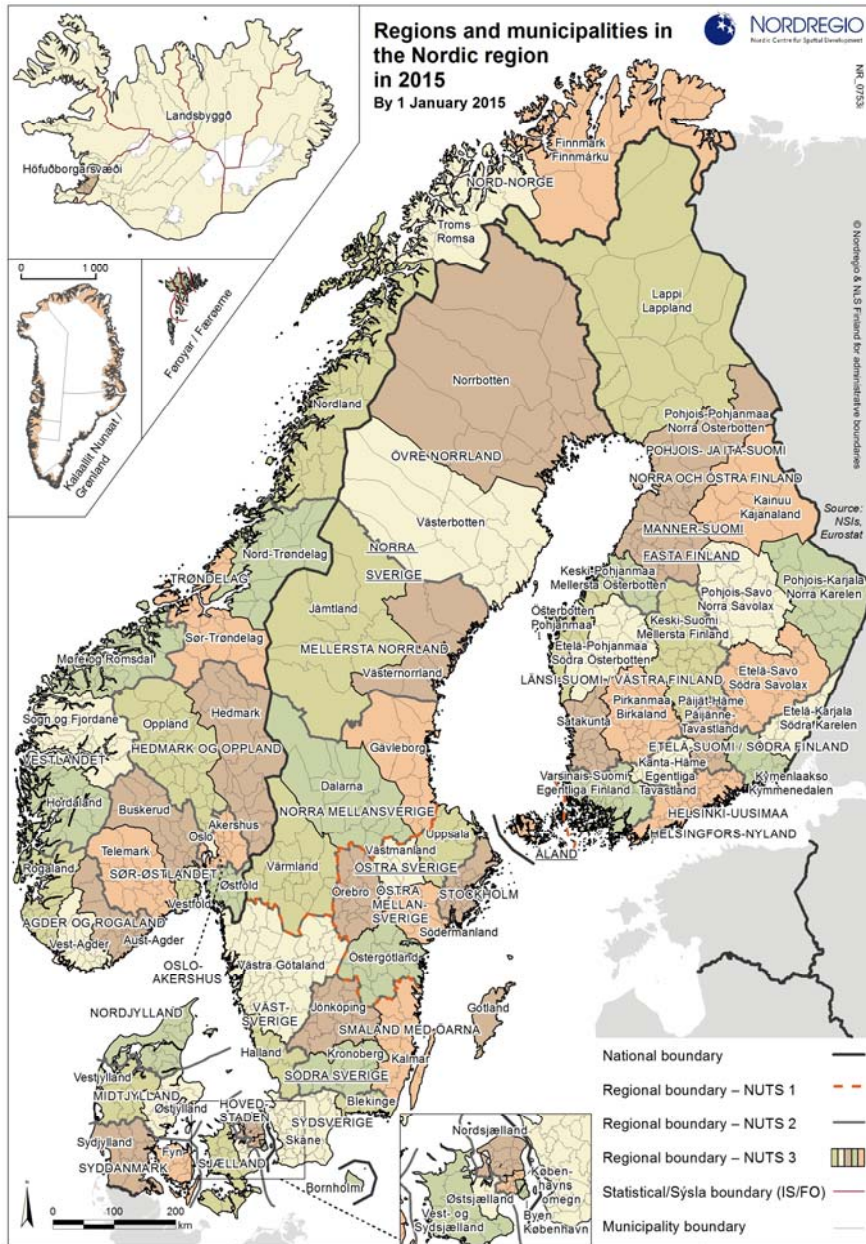 Regions and municipalities in
the Nordic region
in 2015
By 1 January 2015
NORDREGIO
Nordic Centre for Spatial Development
NR_0753i
© Nordregio & NLS Finland for administrative boundaries
Source:
NSIs,
Eurostat
Landsbyggð
Höfuðborgarsvæði
0 1 000
Kalaallit Nunaat /
Grønland
Føroyar / Færøerne
Finnmark
Finnmárku
NORD-NORGE
Troms
Romsa
Lappi
Lappland
Norrbotten
Nordland
Pohjois-Pohjanmaa
Norra Österbotten
ÖVRE NORRLAND
POHJOIS- JA ITÄ-SUOMI
NORRA OCH ÖSTRA FINLAND
Kainuu
Kajanaland
Västerbotten
MANNER-SUOMI
FASTA FINLAND
Nord-Trøndelag
NORRA
SVERIGE
TRØNDELAG
Keski-Pohjanmaa
Mellersta Österbotten
Pohjois-Savo
Norra Savolax
Pohjois-Karjala
Norra Karelen
Jämtland
Österbotten
Pohjanmaa
Keski-Suomi
Mellersta Finland
Sør-Trøndelag
MELLERSTA NORRLAND
Etelä-Pohjanmaa
Södra Österbotten
Møre og Romsdal
Västernorrland
LÄNSI-SUOMI / VÄSTRA FINLAND
Etelä-Savo
Södra Savolax
Hedmark
Sogn og Fjordane
Oppland
Pirkanmaa
Birkaland
Päijät-Häme
Päijänne-
Tavastland
Etelä-Karjala
Södra Karelen
Satakunta
HEDMARK OG OPPLAND
Gävleborg
VESTLANDET
ETELÄ-SUOMI / SÖDRA FINLAND
Dalarna
Kanta-Häme
Egentliga
Tavastland
Varsinais-Suomi
Egentliga Finland
Kymenlaakso
Kymmenedalen
Hordaland
Buskerud
NORRA MELLANSVERIGE
Akershus
Oslo
HELSINKI-UUSIMAA
HELSINGFORS-NYLAND
Telemark
Uppsala
ÅLAND
Västmanland
Rogaland
SØR-ØSTLANDET
Värmland
ÖSTRA SVERIGE
Østfold
Örebro
ÖSTRA
MELLAN-
SVERIGE
STOCKHOLM
Vestfold
AGDER OG ROGALAND
Södermanland
Vest-Agder
Aust-Agder
OSLO-
AKERSHUS
Västra Götaland
Östergötland
NORDJYLLAND
VÄST-
SVERIGE
Jönköping
Gotland
SMÅLAND MED ÖARNA
Halland
Kronoberg
Kalmar
Vestjylland
SÖDRA SVERIGE
MIDTJYLLAND
Østjylland
HOVED-
STADEN
Blekinge
SYDSVERIGE
Skåne
Sydjylland
Fyn
SYDDANMARK
SJÆLLAND
Bornholm
0 100 200
km
Nordsjælland
Køben-
havns
omegn
Østsjælland
Vest- og
Sydsjælland
Byen
København
National boundary
Regional boundary – NUTS 1
Regional boundary – NUTS 2
Regional boundary – NUTS 3
Statistical/Sýsla boundary (IS/FO)
Municipality boundary